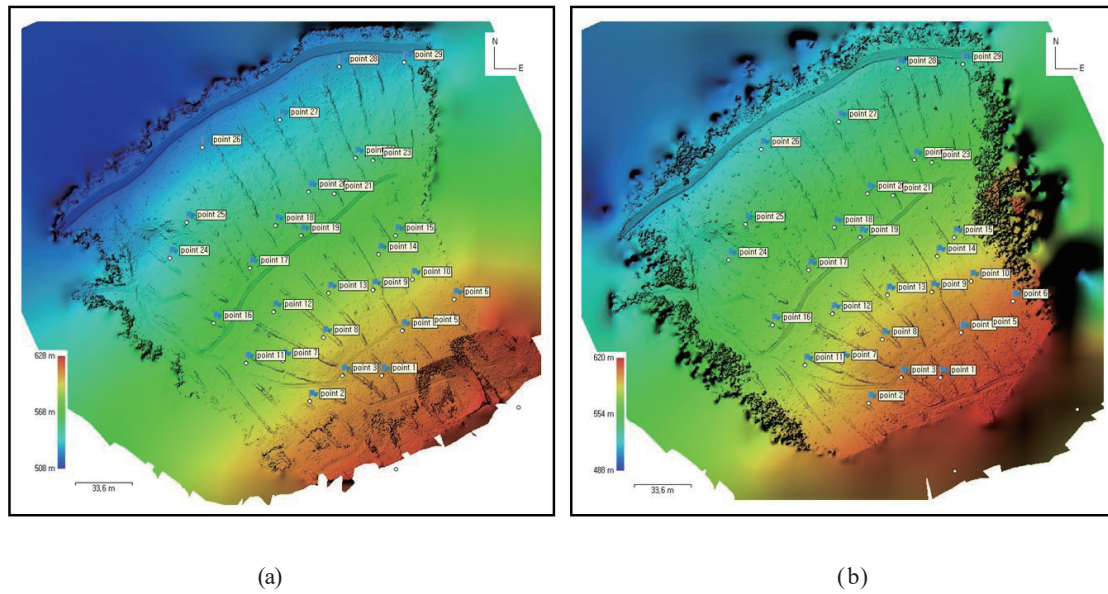 N
E
point 29
point 28
point 27
point 26
point 23
point 21
point 25
point 18
point 19
point 15
point 24
point 14
point 17
point 10
point 13
point 9
point 6
point 12
point 16
point 5
point 8
point 11
point 7
point 3
point 1
point 2
628 m
568 m
508 m
33,6 m
(a)
N
E
point 29
point 28
point 27
point 26
point 23
point 21
point 25
point 18
point 19
point 15
point 24
point 14
point 17
point 10
point 13
point 9
point 6
point 12
point 16
point 5
point 8
point 11
point 7
point 3
point 1
point 2
620 m
554 m
488 m
33,6 m
(b)